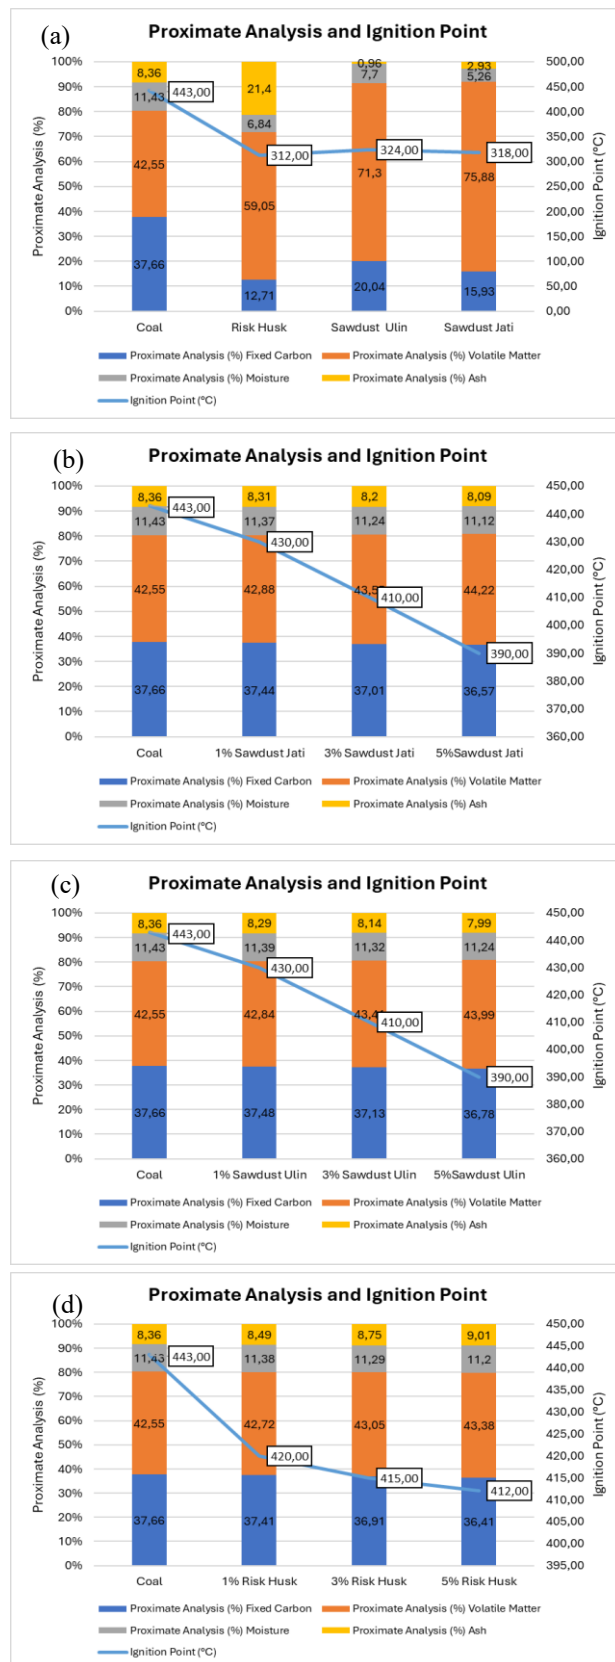 (a)
Proximate Analysis and Ignition Point
Proximate Analysis (%)
Ignition Point (°C)
100% 90% 80% 70% 60% 50% 40% 30% 20% 10% 0%
500,00 450,00 400,00 350,00 300,00 250,00 200,00 150,00 100,00 50,00 0,00
8,36 21,4 0,96 2,93
11,43 6,84 7,7 5,26
443,00 312,00 324,00 318,00
42,55 59,05 71,3 75,88
37,66 12,71 20,04 15,93
Coal Risk Husk Sawdust Ulin Sawdust Jati
Proximate Analysis (%) Fixed Carbon Proximate Analysis (%) Volatile Matter
Proximate Analysis (%) Moisture Proximate Analysis (%) Ash
Ignition Point (°C)
(b)
Proximate Analysis and Ignition Point
Proximate Analysis (%)
Ignition Point (°C)
100% 90% 80% 70% 60% 50% 40% 30% 20% 10% 0%
450,00 440,00 430,00 420,00 410,00 400,00 390,00 380,00 370,00 360,00
8,36 8,31 8,2 8,09
11,43 11,37 11,24 11,12
443,00 430,00 410,00 390,00
42,55 42,88 44,22
37,66 37,44 37,01 36,57
Coal 1% Sawdust Jati 3% Sawdust Jati 5%Sawdust Jati
Proximate Analysis (%) Fixed Carbon Proximate Analysis (%) Volatile Matter
Proximate Analysis (%) Moisture Proximate Analysis (%) Ash
Ignition Point (°C)
(c)
Proximate Analysis and Ignition Point
Proximate Analysis (%)
Ignition Point (°C)
100% 90% 80% 70% 60% 50% 40% 30% 20% 10% 0%
450,00 440,00 430,00 420,00 410,00 400,00 390,00 380,00 370,00 360,00
8,36 8,29 8,14 7,99
11,43 11,39 11,32 11,24
443,00 430,00 410,00 390,00
42,55 42,84 43,99
37,66 37,48 37,13 36,78
Coal 1% Sawdust Ulin 3% Sawdust Ulin 5%Sawdust Ulin
Proximate Analysis (%) Fixed Carbon Proximate Analysis (%) Volatile Matter
Proximate Analysis (%) Moisture Proximate Analysis (%) Ash
Ignition Point (°C)
(d)
Proximate Analysis and Ignition Point
Proximate Analysis (%)
Ignition Point (°C)
100% 90% 80% 70% 60% 50% 40% 30% 20% 10% 0%
450,00 445,00 440,00 435,00 430,00 425,00 420,00 415,00 410,00 405,00 400,00 395,00
8,36 8,49 8,75 9,01
11,43 11,38 11,29 11,2
443,00 420,00 415,00 412,00
42,55 42,72 43,05 43,38
37,66 37,41 36,91 36,41
Coal 1% Risk Husk 3% Risk Husk 5% Risk Husk
Proximate Analysis (%) Fixed Carbon Proximate Analysis (%) Volatile Matter
Proximate Analysis (%) Moisture Proximate Analysis (%) Ash
Ignition Point (°C)